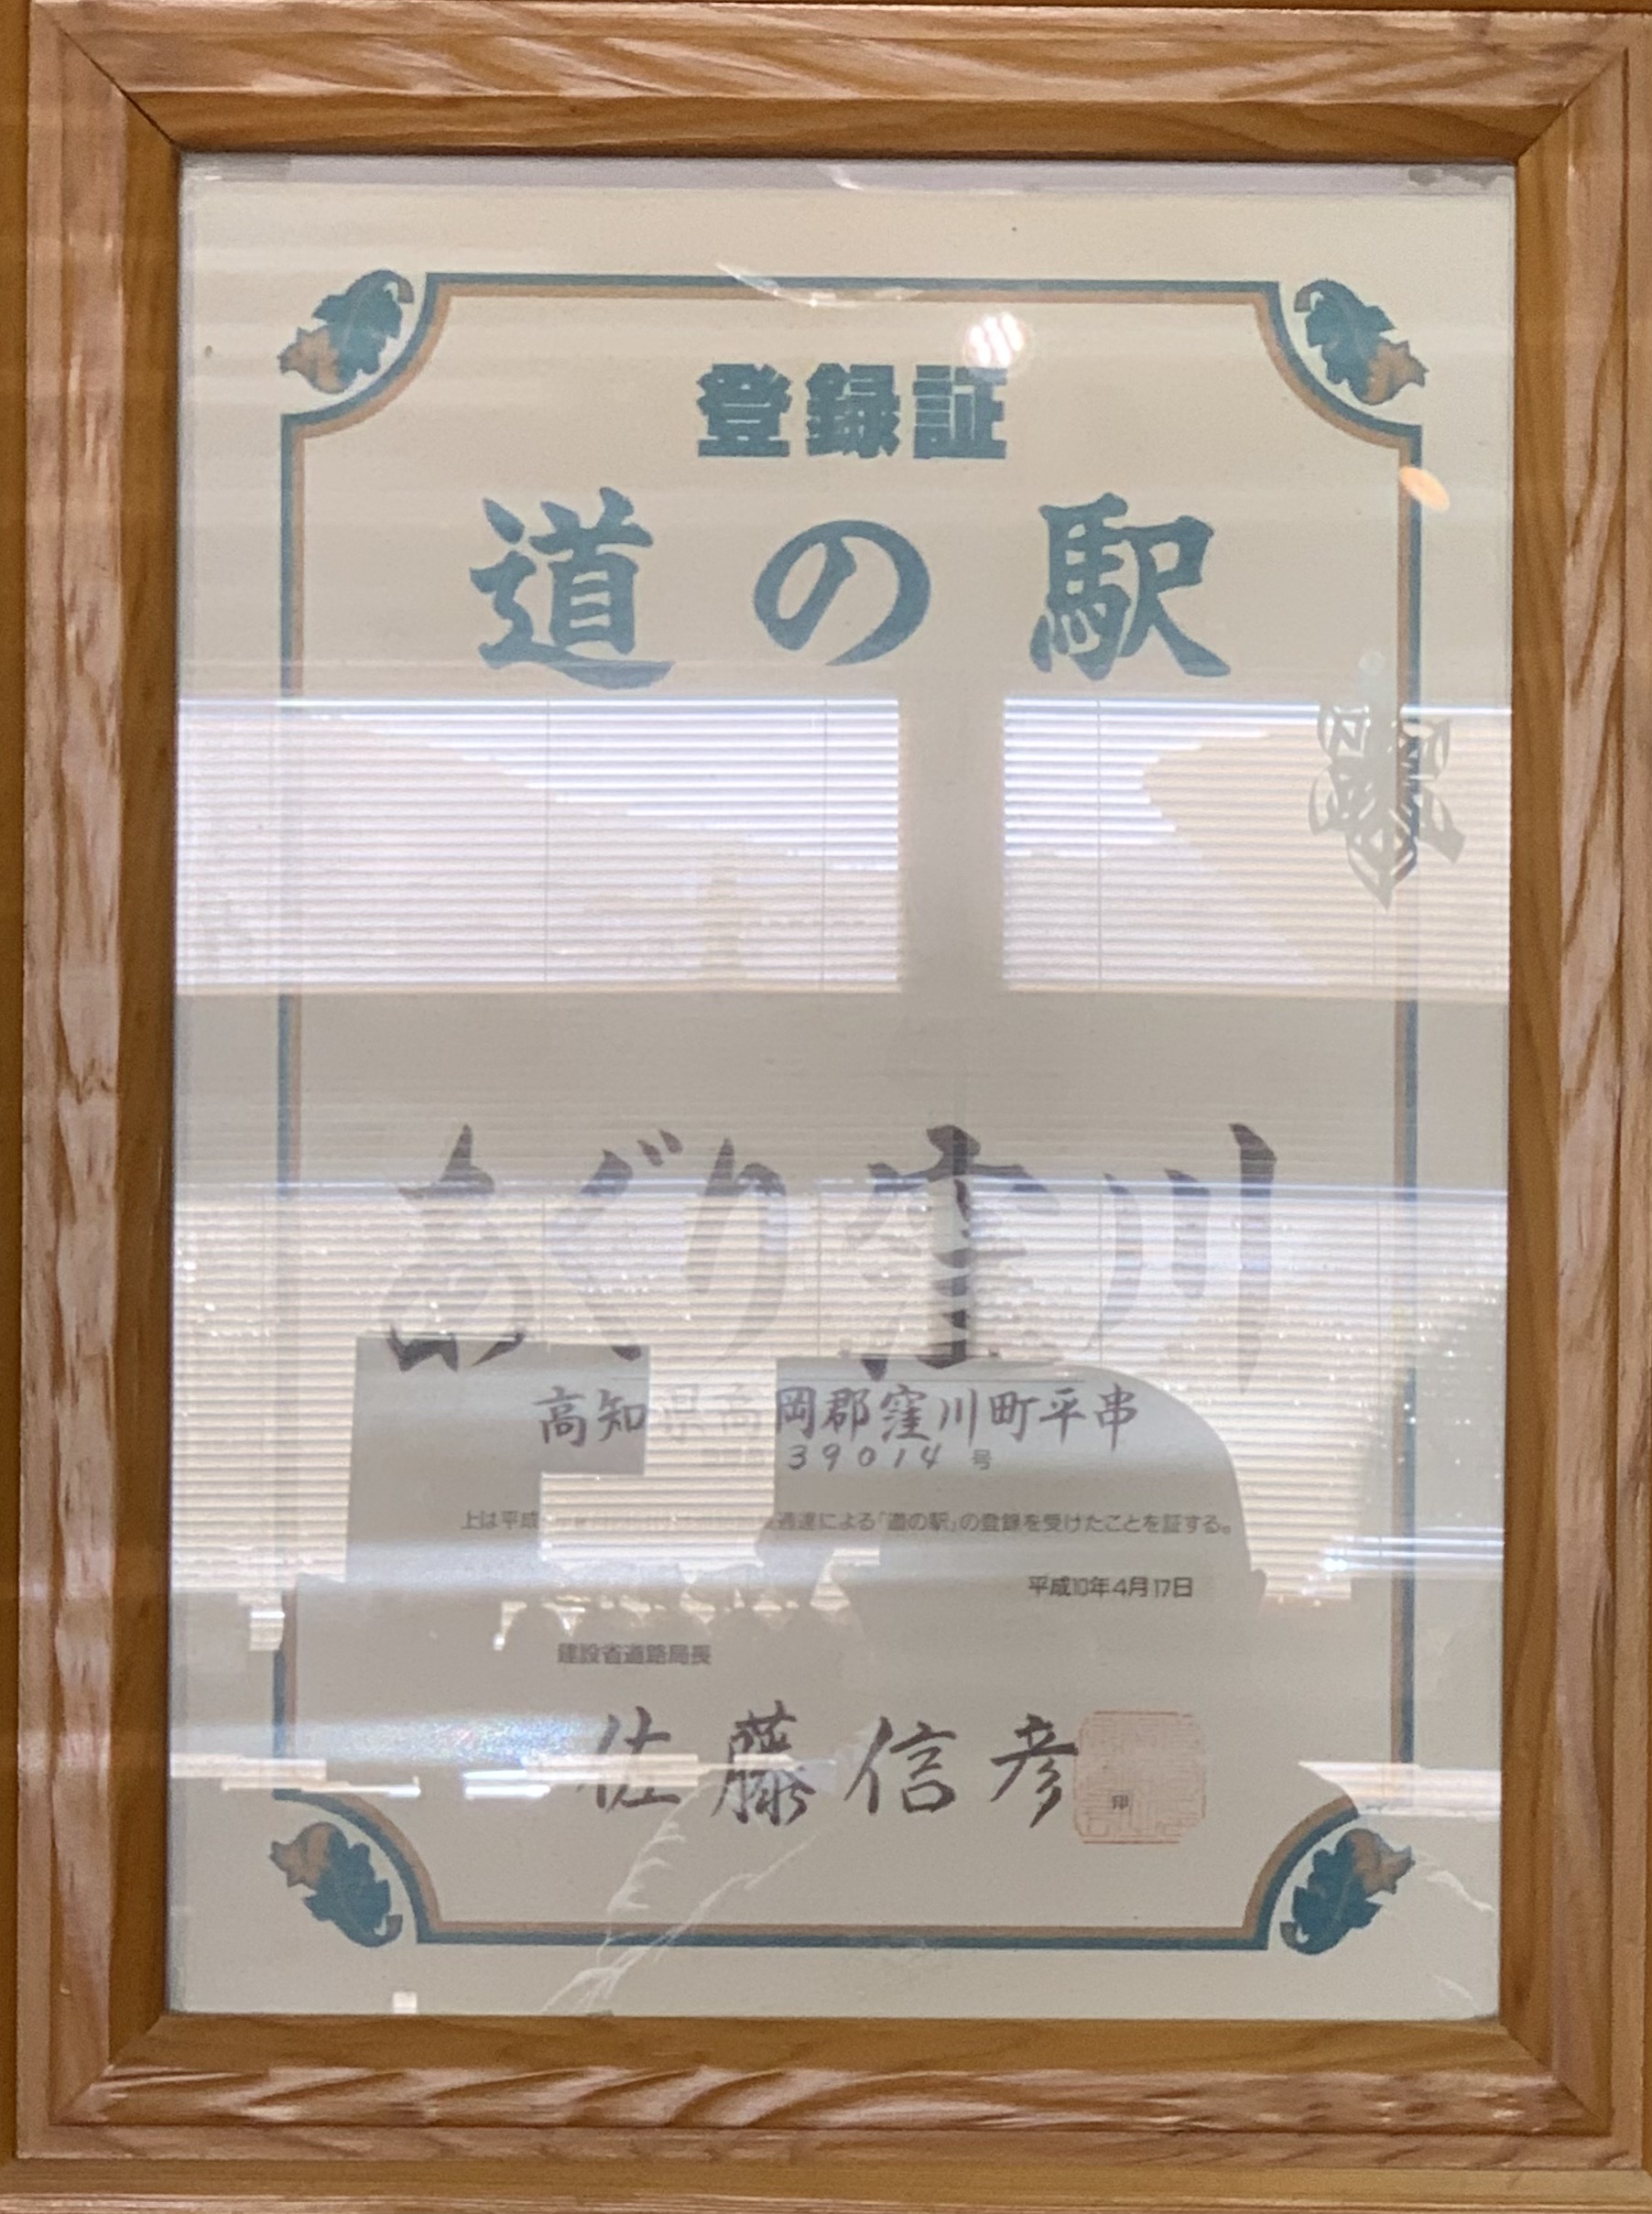 登録証
道の駅
あぐり窪川
高知県高岡郡窪川町平串
39014 号
上は平成 通達による「道の駅」の登録を受けたことを証する。
平成10年4月17日
建設省道路局長
佐藤信彦
印